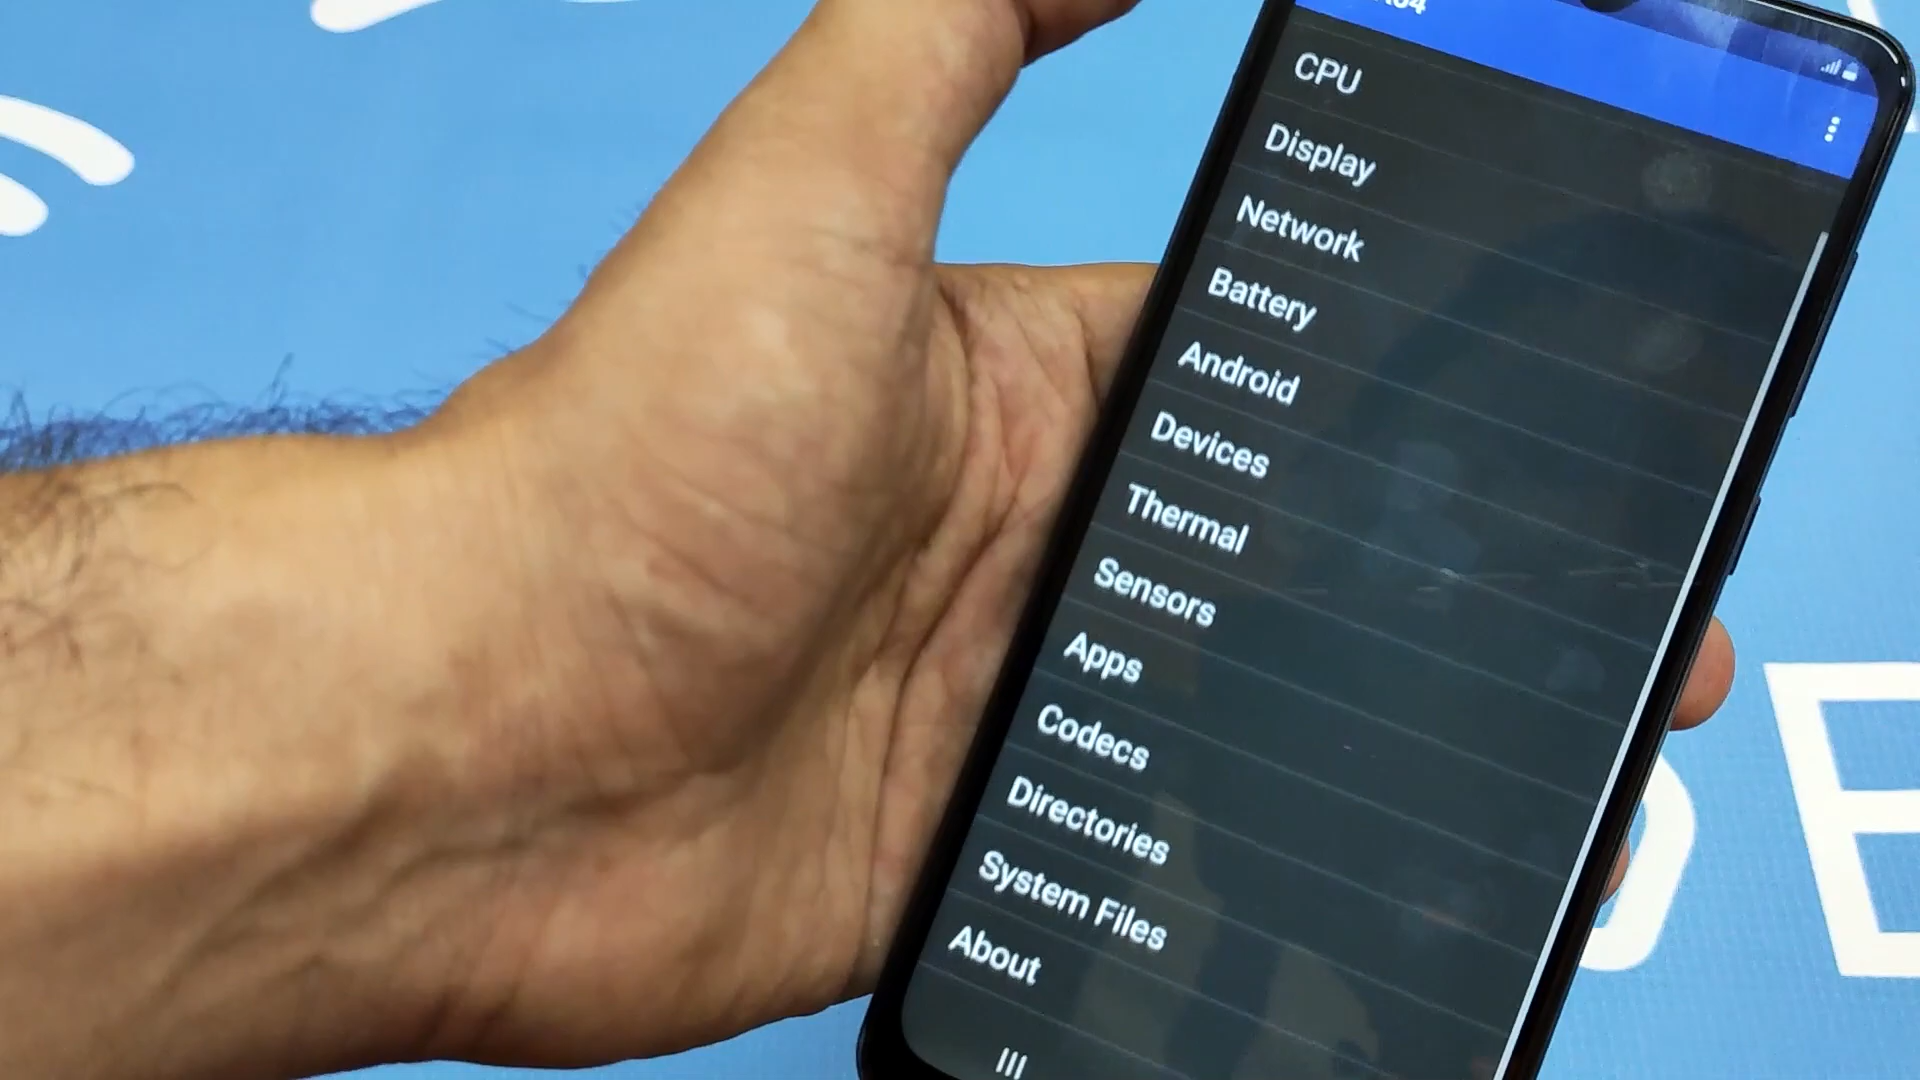 CPU
Display
Network
Battery
Android
Devices
Thermal
Sensors
Apps
Codecs
Directories
System Files
About